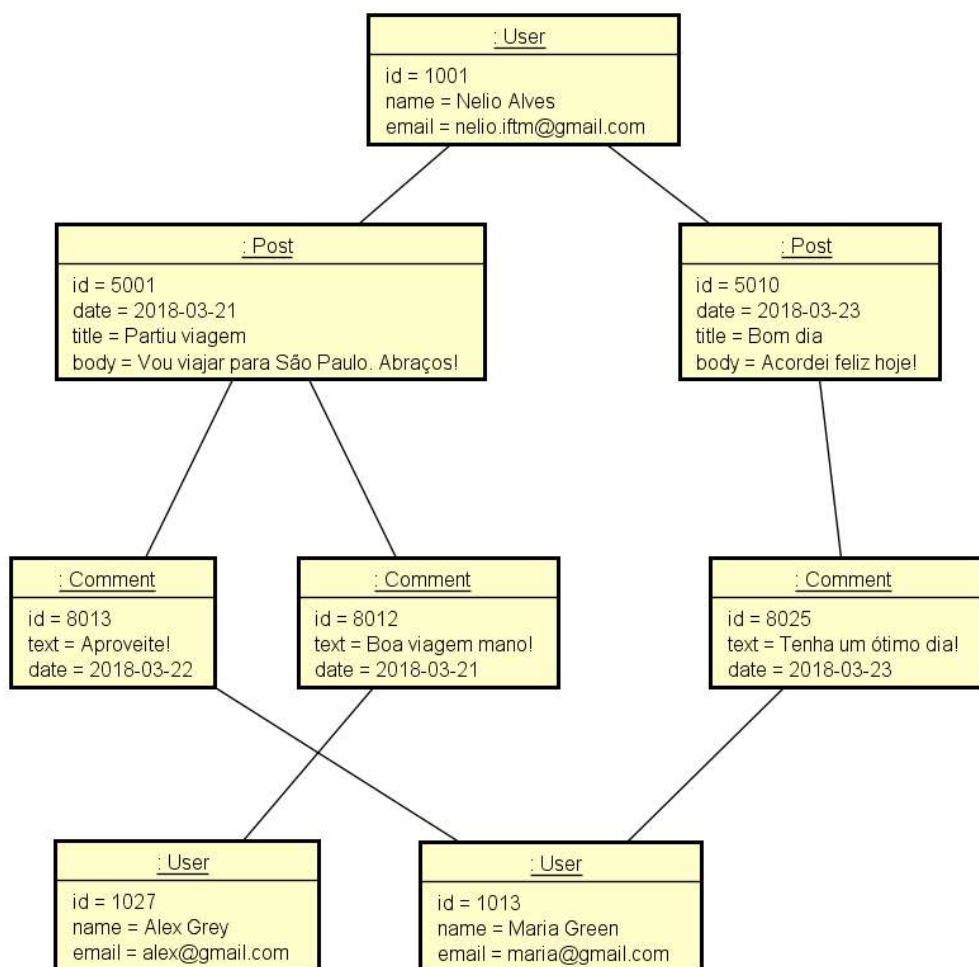 : User
id = 1001
name = Nelio Alves
email = nelio.iftm@gmail.com
: Post
id = 5001
date = 2018-03-21
title = Partiu viagem
body = Vou viajar para São Paulo. Abraços!
: Post
id = 5010
date = 2018-03-23
title = Bom dia
body = Acordei feliz hoje!
: Comment
id = 8013
text = Aproveite!
date = 2018-03-22
: Comment
id = 8012
text = Boa viagem mano!
date = 2018-03-21
: Comment
id = 8025
text = Tenha um ótimo dia!
date = 2018-03-23
: User
id = 1027
name = Alex Grey
email = alex@gmail.com
: User
id = 1013
name = Maria Green
email = maria@gmail.com